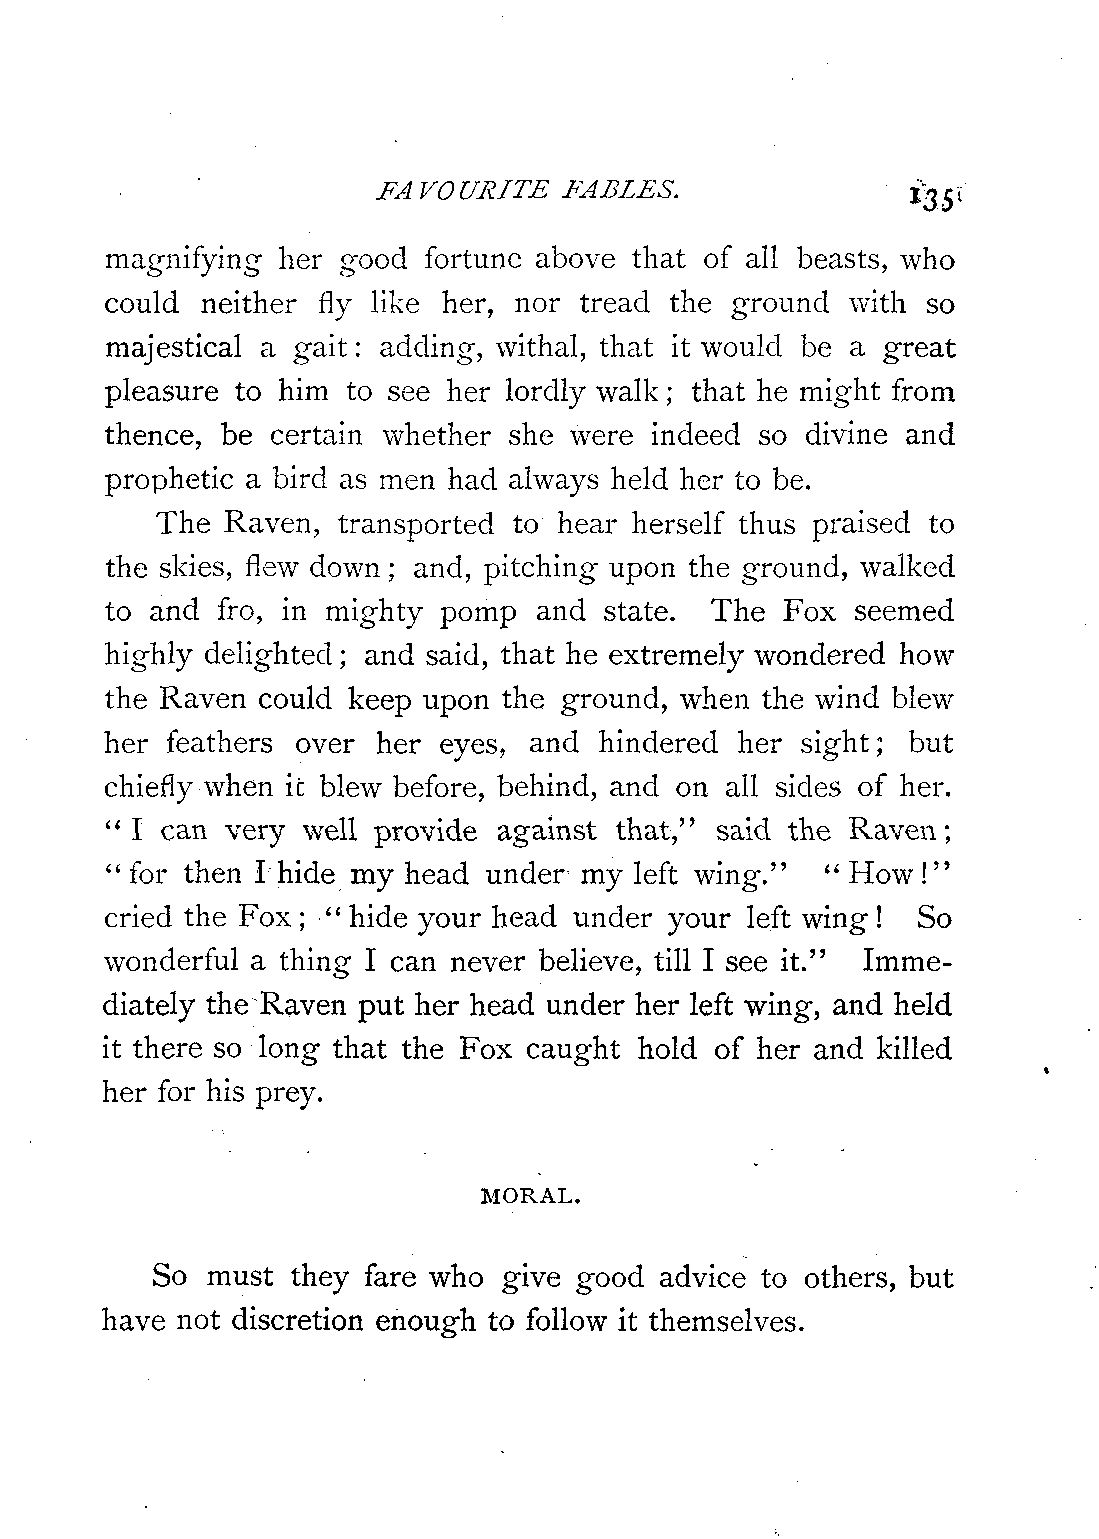 FAVOURITE FABLES. 135
magnifying her good fortune above that of all beasts, who
could neither fly like her, nor tread the ground with so
majestical a gait: adding, withal, that it would be a great
pleasure to him to see her lordly walk; that he might from
thence, be certain whether she were indeed so divine and
prophetic a bird as men had always held her to be.
The Raven, transported to hear herself thus praised to
the skies, flew down; and, pitching upon the ground, walked
to and fro, in mighty pomp and state. The Fox seemed
highly delighted; and said, that he extremely wondered how
the Raven could keep upon the ground, when the wind blew
her feathers over her eyes, and hindered her sight; but
chiefly when it blew before, behind, and on all sides of her.
“I can very well provide against that,” said the Raven;
“for then I hide my head under my left wing.” “How!”
cried the Fox; “hide your head under your left wing! So
wonderful a thing I can never believe, till I see it.” Imme-
diately the Raven put her head under her left wing, and held
it there so long that the Fox caught hold of her and killed
her for his prey.
MORAL.
So must they fare who give good advice to others, but
have not discretion enough to follow it themselves.